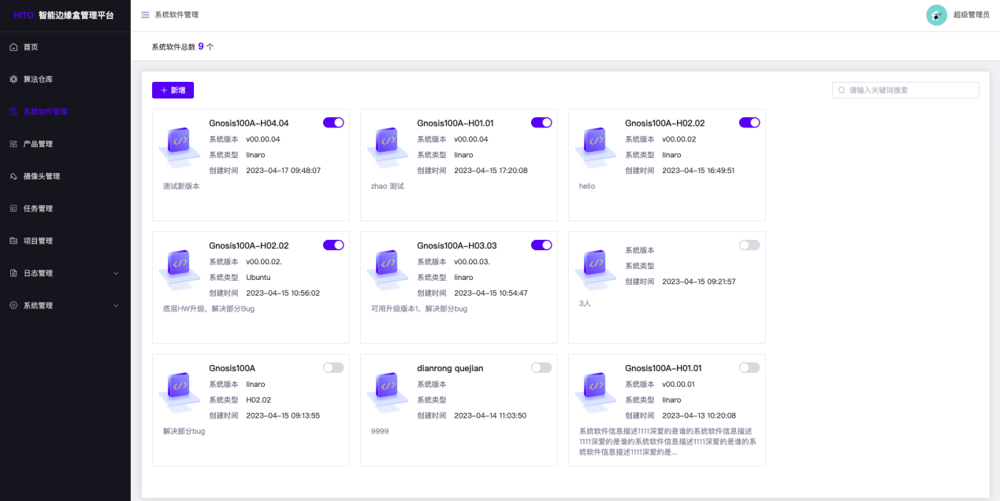 HITO 智能边缘盒管理平台
系统软件管理
超级管理员
首页
算法仓库
系统软件管理
产品管理
摄像头管理
任务管理
项目管理
日志管理
系统管理
系统软件总数 9 个
+ 新增
请输入关键词搜索
Gnosis100A-H04.04
系统版本 v00.00.04
系统类型 linaro
创建时间 2023-04-17 09:48:07
测试新版本
Gnosis100A-H01.01
系统版本 v00.00.04
系统类型 linaro
创建时间 2023-04-15 17:20:08
zhao 测试
Gnosis100A-H02.02
系统版本 v00.00.02
系统类型 linaro
创建时间 2023-04-15 16:49:51
hello
Gnosis100A-H02.02
系统版本 v00.00.02.
系统类型 Ubuntu
创建时间 2023-04-15 10:56:02
底层HW升级，解决部分Bug
Gnosis100A-H03.03
系统版本 v00.00.03.
系统类型 linaro
创建时间 2023-04-15 10:54:47
可用升级版本1，解决部分bug
系统版本
系统类型
创建时间 2023-04-15 09:21:57
3人
Gnosis100A
系统版本 linaro
系统类型 H02.02
创建时间 2023-04-15 09:13:55
解决部分bug
dianrong quejian
系统版本
系统类型
创建时间 2023-04-14 11:03:50
9999
Gnosis100A-H01.01
系统版本 v00.00.01
系统类型 linaro
创建时间 2023-04-13 10:20:08
系统软件信息描述1111深爱的是谁的系统软件信息描述
1111深爱的是谁的系统软件信息描述1111深爱的是谁的系
统软件信息描述1111深爱的是...